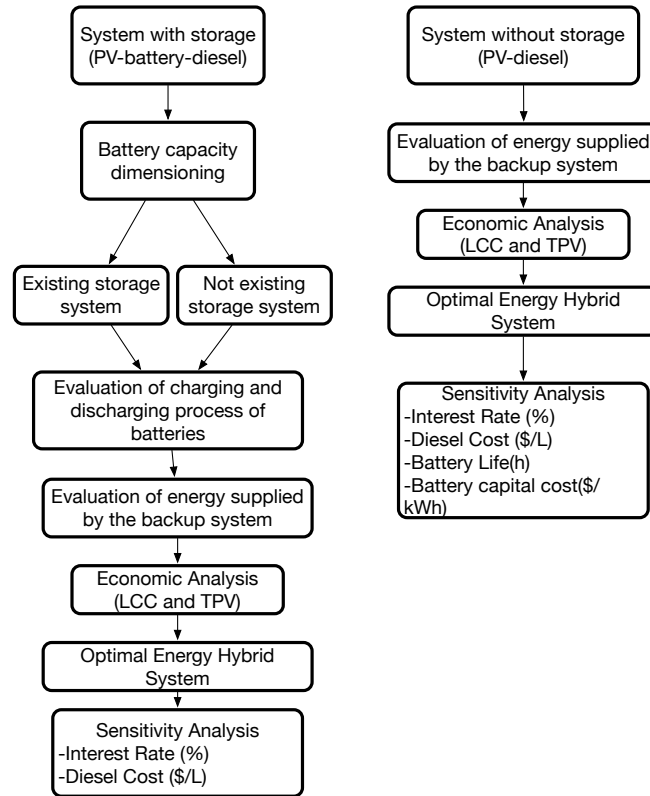 System with storage
(PV-battery-diesel)
Battery capacity
dimensioning
Existing storage
system
Not existing
storage system
Evaluation of charging and
discharging process of
batteries
Evaluation of energy supplied
by the backup system
Economic Analysis
(LCC and TPV)
Optimal Energy Hybrid
System
Sensitivity Analysis
-Interest Rate (%)
-Diesel Cost ($/L)
System without storage
(PV-diesel)
Evaluation of energy supplied
by the backup system
Economic Analysis
(LCC and TPV)
Optimal Energy Hybrid
System
Sensitivity Analysis
-Interest Rate (%)
-Diesel Cost ($/L)
-Battery Life(h)
-Battery capital cost($/
kWh)